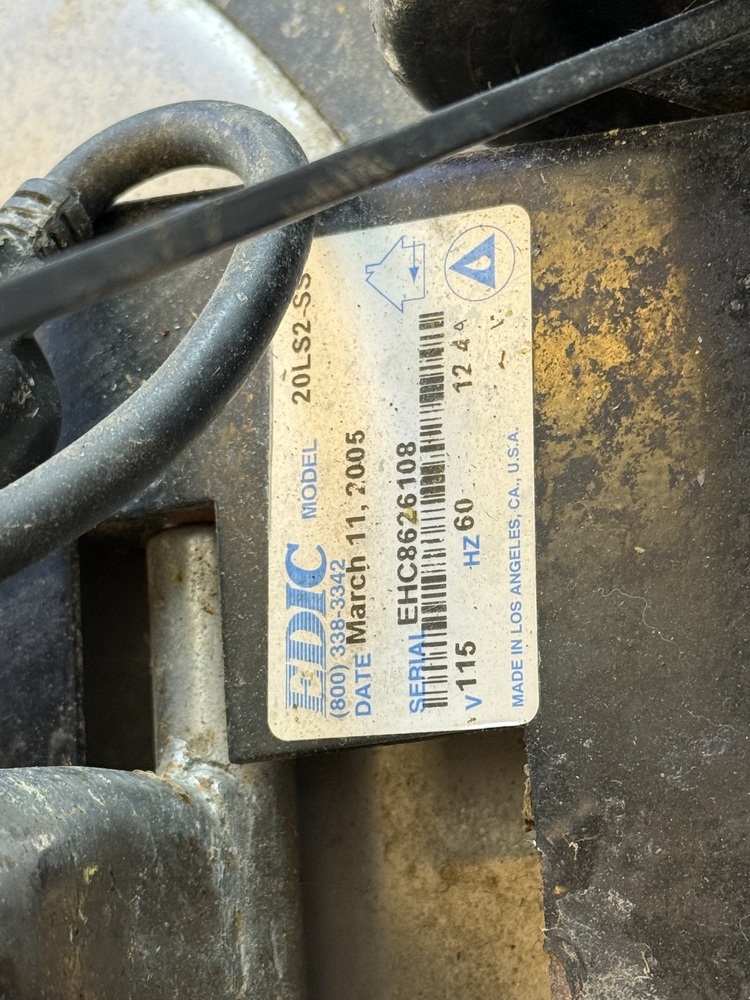 EDIC MODEL 20LS2-SS
(800) 338-3342
DATE March 11, 2005
SERIAL EHC8626108
V 115 HZ 60
MADE IN LOS ANGELES, CA., U.S.A.